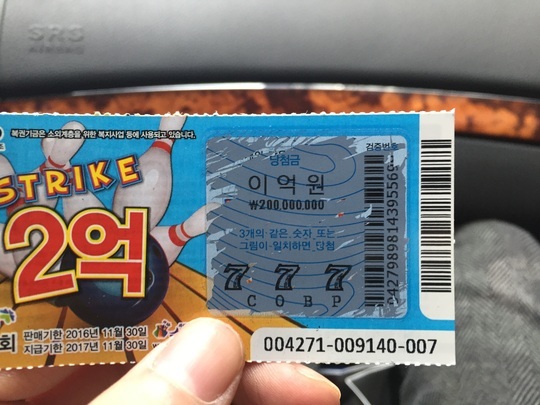 SRS
복권기금은 소외계층을 위한 복지사업 등에 사용되고 있습니다.
STRIKE
2억
당첨금
이억원
₩200,000,000
3개의 같은 숫자 또는
그림이 일치하면 당첨
7 7 7
C O B P
검증번호
판매기한 2016년 11월 30일
회
지급기한 2017년 11월 30일
004271-009140-007